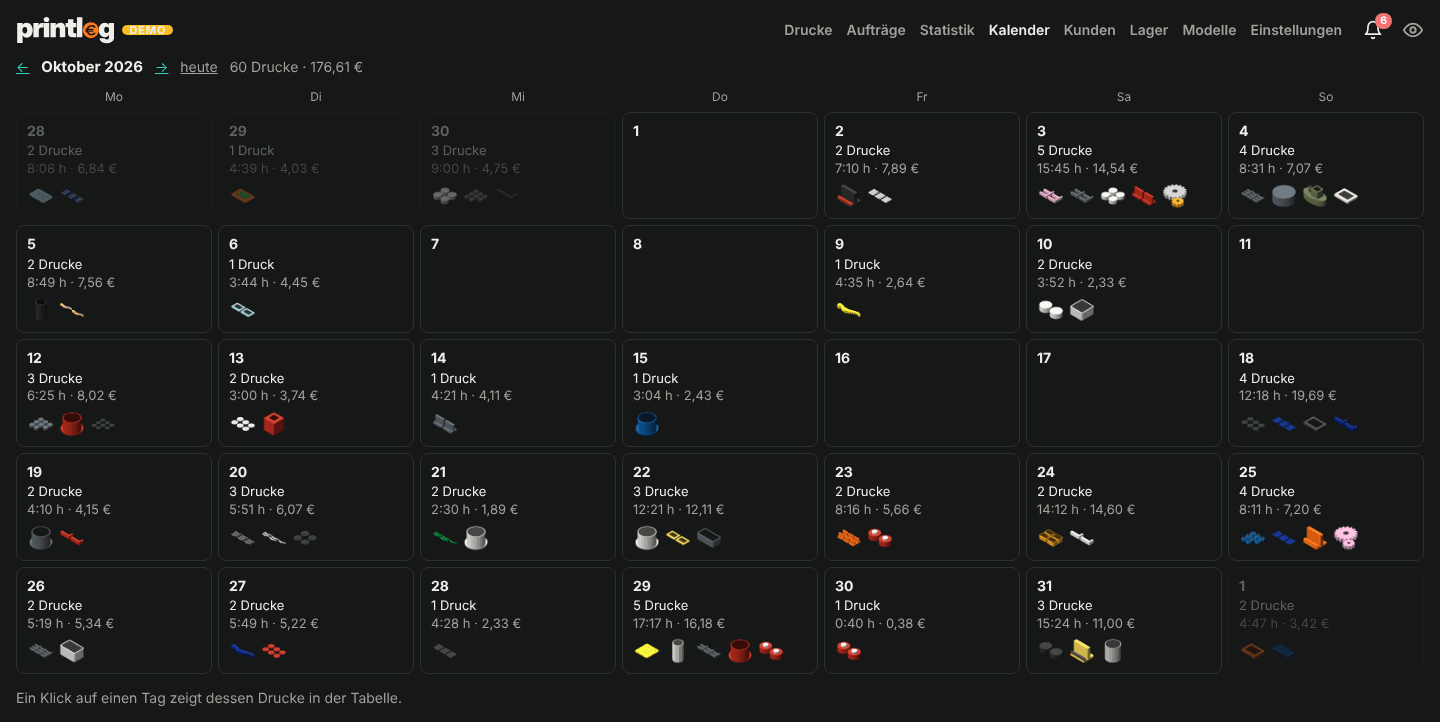 printlog DEMO
Drucke Aufträge Statistik Kalender Kunden Lager Modelle Einstellungen 6
← Oktober 2026 → heute 60 Drucke · 176,61 €
Mo Di Mi Do Fr Sa So
28
2 Drucke
8:08 h · 6,84 €
29
1 Druck
4:39 h · 4,03 €
30
3 Drucke
9:00 h · 4,75 €
1
2
2 Drucke
7:10 h · 7,89 €
3
5 Drucke
15:45 h · 14,54 €
4
4 Drucke
8:31 h · 7,07 €
5
2 Drucke
8:49 h · 7,56 €
6
1 Druck
3:44 h · 4,45 €
7
8
9
1 Druck
4:35 h · 2,64 €
10
2 Drucke
3:52 h · 2,33 €
11
12
3 Drucke
6:25 h · 8,02 €
13
2 Drucke
3:00 h · 3,74 €
14
1 Druck
4:21 h · 4,11 €
15
1 Druck
3:04 h · 2,43 €
16
17
18
4 Drucke
12:18 h · 19,69 €
19
2 Drucke
4:10 h · 4,15 €
20
3 Drucke
5:51 h · 6,07 €
21
2 Drucke
2:30 h · 1,89 €
22
3 Drucke
12:21 h · 12,11 €
23
2 Drucke
8:16 h · 5,66 €
24
2 Drucke
14:12 h · 14,60 €
25
4 Drucke
8:11 h · 7,20 €
26
2 Drucke
5:19 h · 5,34 €
27
2 Drucke
5:49 h · 5,22 €
28
1 Druck
4:28 h · 2,33 €
29
5 Drucke
17:17 h · 16,18 €
30
1 Druck
0:40 h · 0,38 €
31
3 Drucke
15:24 h · 11,00 €
1
2 Drucke
4:47 h · 3,42 €
Ein Klick auf einen Tag zeigt dessen Drucke in der Tabelle.